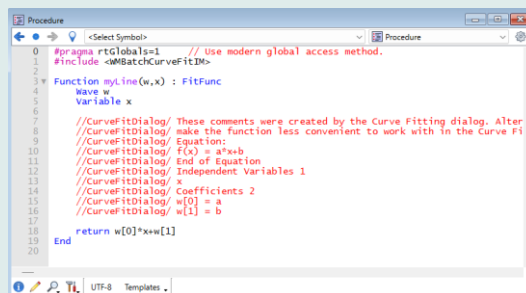 Procedure
<Select Symbol>
Procedure
0 #pragma rtGlobals=1 // Use modern global access method.
1 #include <WMBatchCurveFitIM>
2
3 Function myLine(w,x) : FitFunc
4 Wave w
5 Variable x
6
7 //CurveFitDialog/ These comments were created by the Curve Fitting dialog. Alter
8 //CurveFitDialog/ make the function less convenient to work with in the Curve Fi
9 //CurveFitDialog/ Equation:
10 //CurveFitDialog/ f(x) = a*x+b
11 //CurveFitDialog/ End of Equation
12 //CurveFitDialog/ Independent Variables 1
13 //CurveFitDialog/ x
14 //CurveFitDialog/ Coefficients 2
15 //CurveFitDialog/ w[0] = a
16 //CurveFitDialog/ w[1] = b
17
18 return w[0]*x+w[1]
19 End
20
UTF-8 Templates